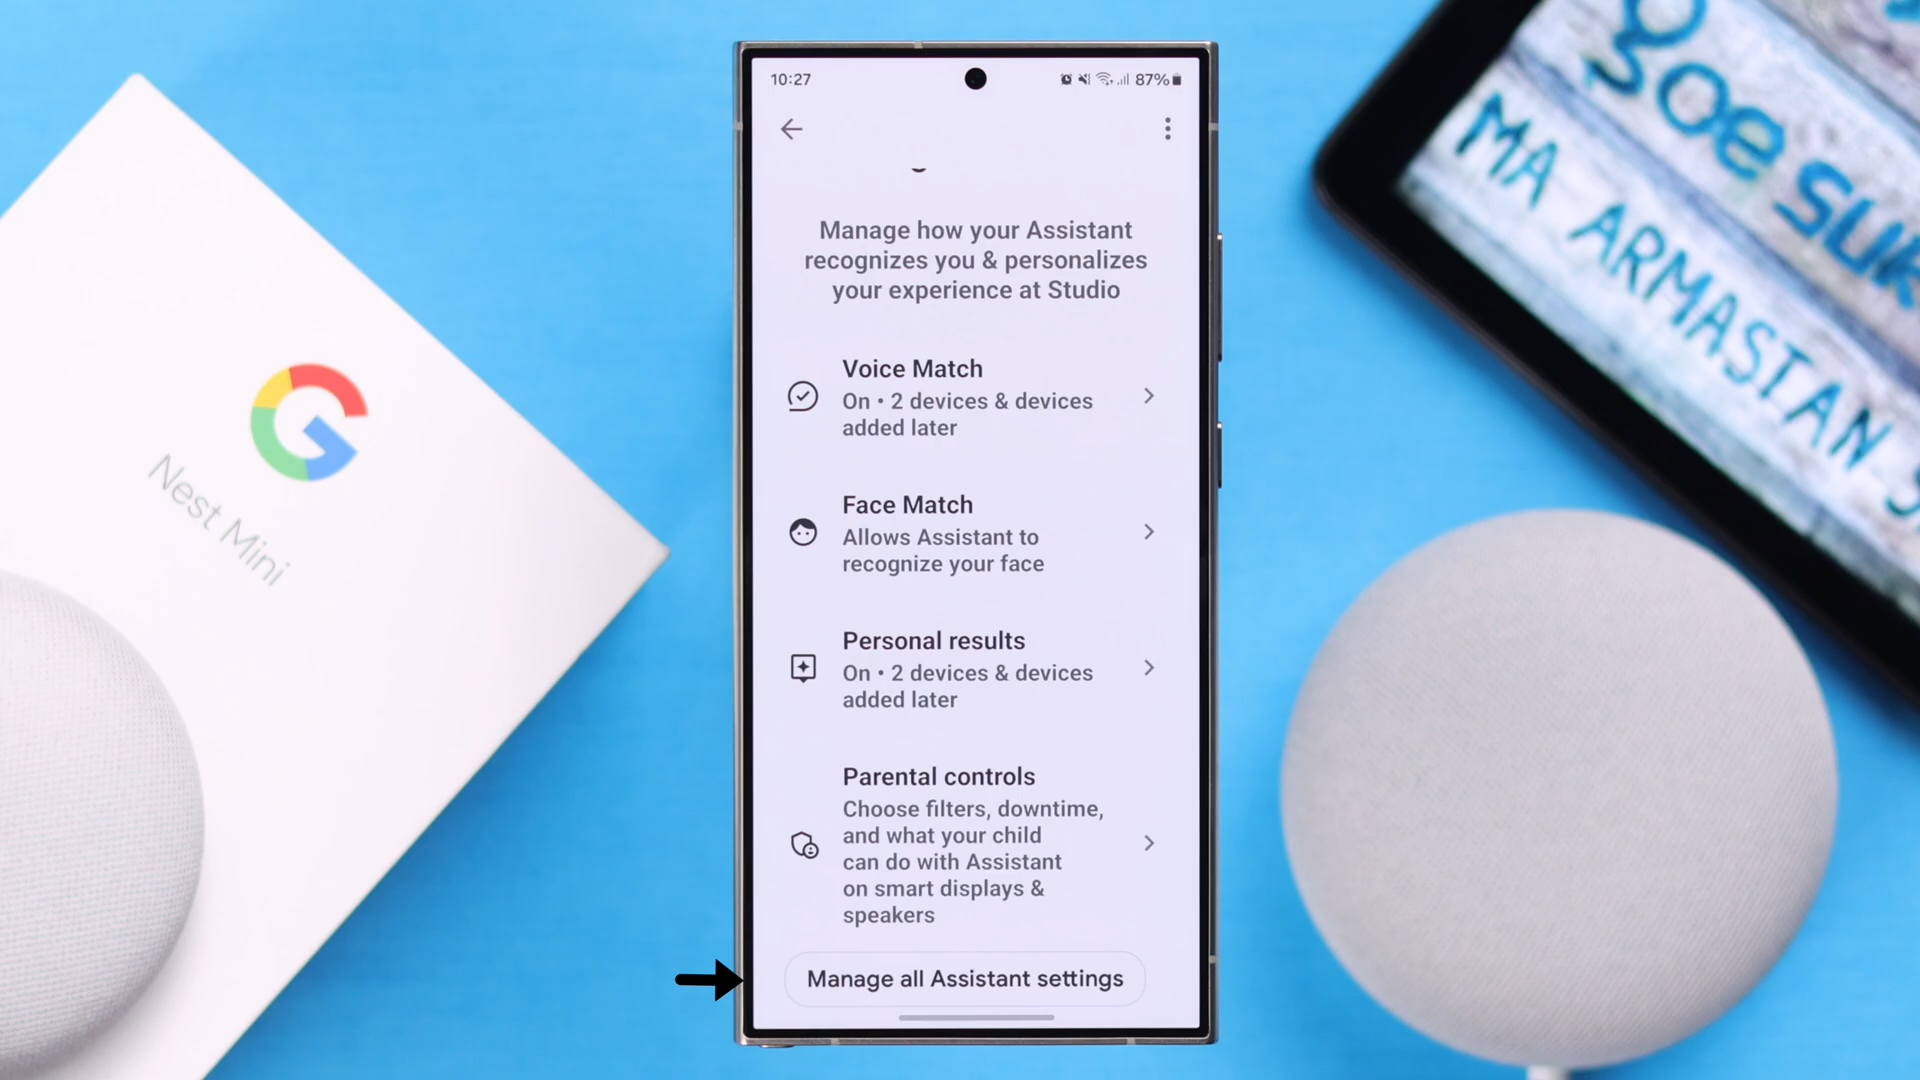 10:27
87%
Manage how your Assistant
recognizes you & personalizes
your experience at Studio
Voice Match
On • 2 devices & devices
added later
Face Match
Allows Assistant to
recognize your face
Personal results
On • 2 devices & devices
added later
Parental controls
Choose filters, downtime,
and what your child
can do with Assistant
on smart displays &
speakers
Manage all Assistant settings
G
Nest Mini
MA ARMASTAN